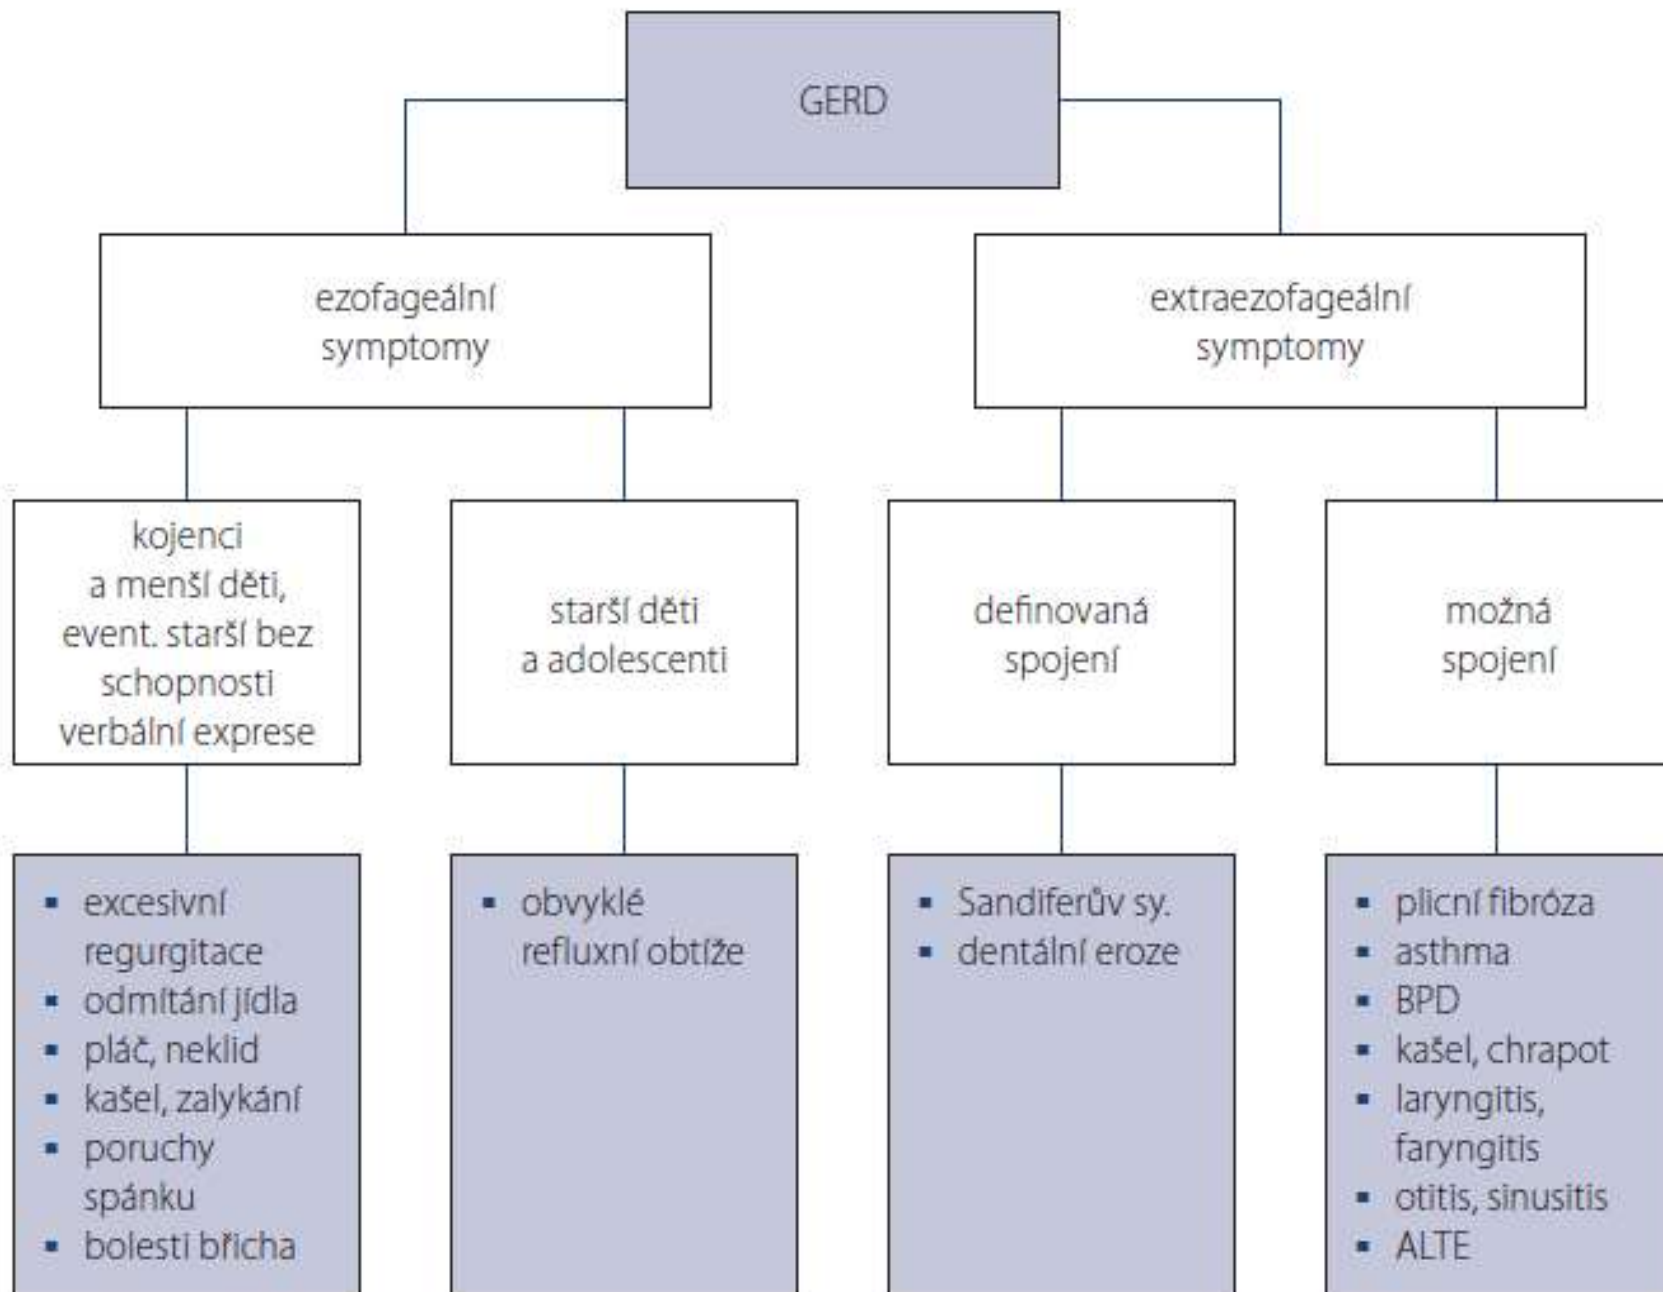 GERD
ezofageální
symptomy
extraezofageální
symptomy
kojenci
a menší děti,
event. starší bez
schopnosti
verbální exprese
starší děti
a adolescenti
definovaná
spojení
možná
spojení
▪ excesivní
regurgitace
▪ odmítání jídla
▪ pláč, neklid
▪ kašel, zalykání
▪ poruchy
spánku
▪ bolesti břicha
▪ obvyklé
refluxní obtíže
▪ Sandiferův sy.
▪ dentální eroze
▪ plicní fibróza
▪ asthma
▪ BPD
▪ kašel, chrapot
▪ laryngitis,
faryngitis
▪ otitis, sinusitis
▪ ALTE